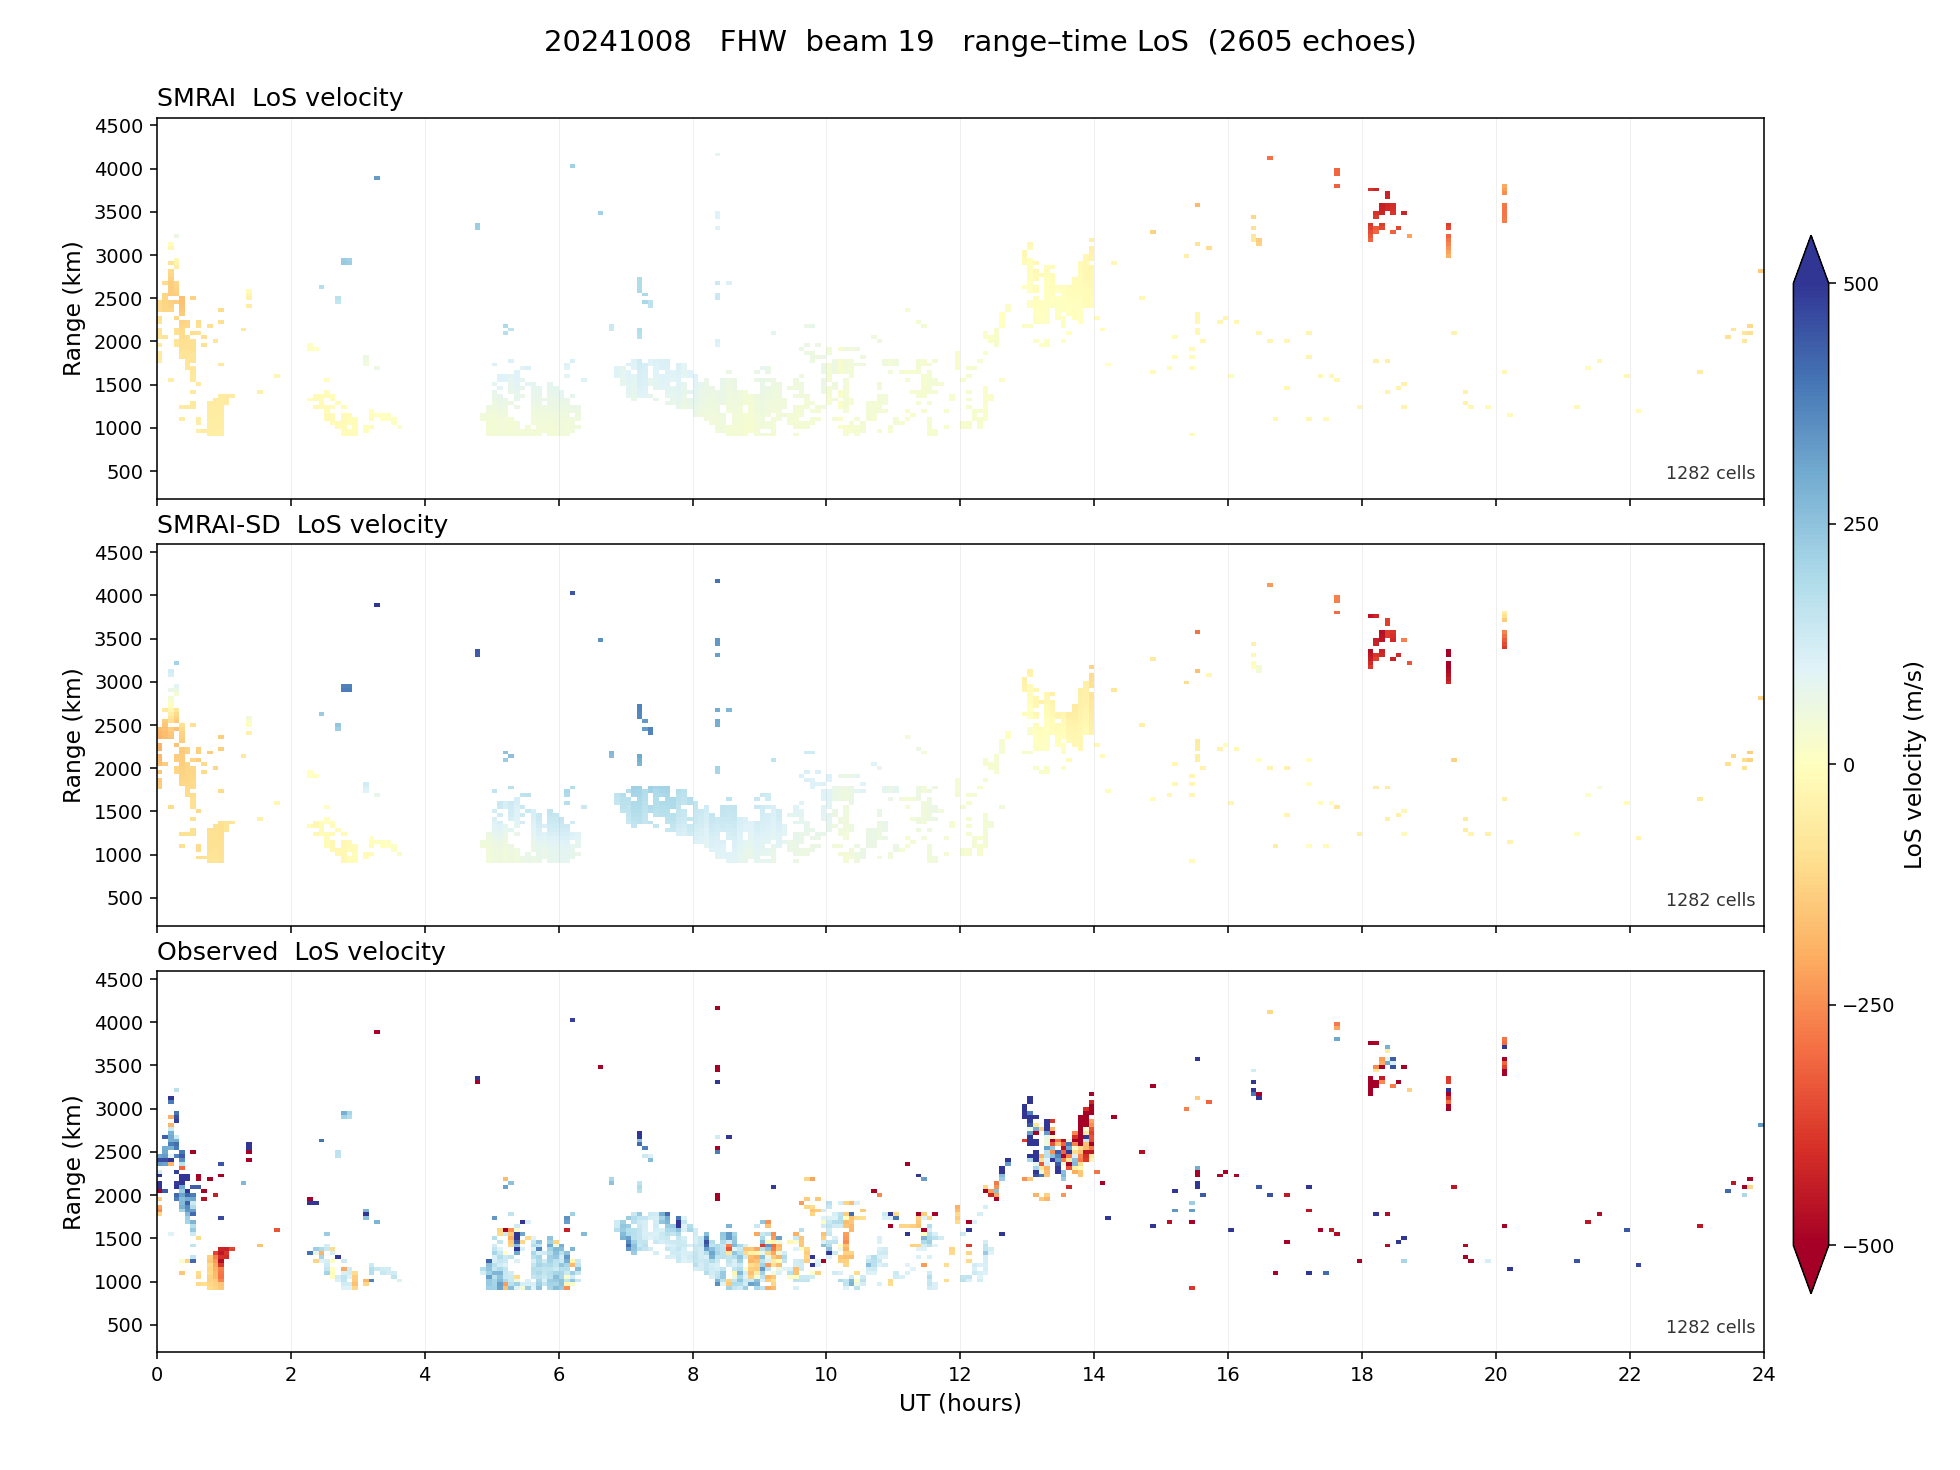 20241008   FHW  beam 19   range–time LoS  (2605 echoes)
SMRAI  LoS velocity
4500
4000
3500
3000
2500
2000
1500
1000
500
Range (km)
1282 cells
SMRAI-SD  LoS velocity
4500
4000
3500
3000
2500
2000
1500
1000
500
Range (km)
1282 cells
Observed  LoS velocity
4500
4000
3500
3000
2500
2000
1500
1000
500
Range (km)
1282 cells
0 2 4 6 8 10 12 14 16 18 20 22 24
UT (hours)
500
250
0
−250
−500
LoS velocity (m/s)